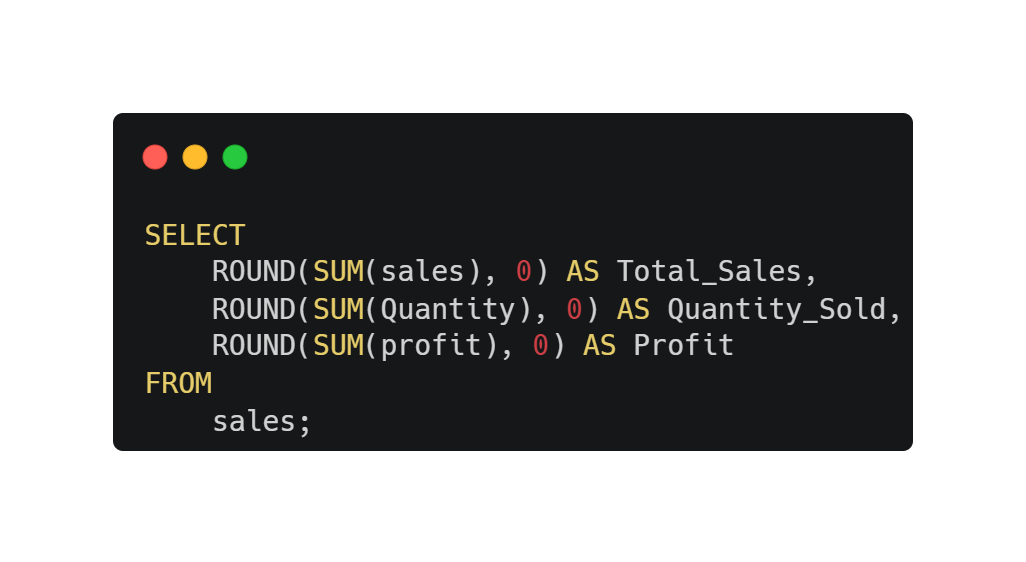 SELECT
    ROUND(SUM(sales), 0) AS Total_Sales,
    ROUND(SUM(Quantity), 0) AS Quantity_Sold,
    ROUND(SUM(profit), 0) AS Profit
FROM
    sales;